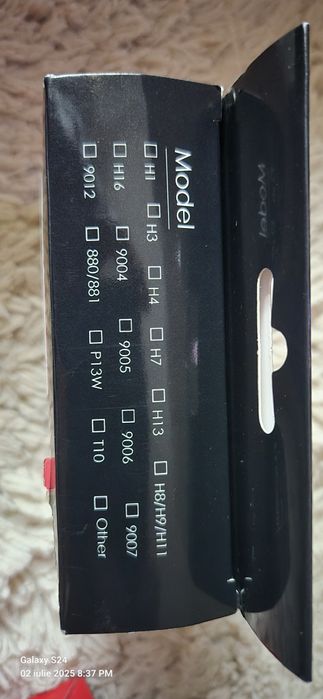 Model
☐ H1 ☐ H3 ☐ H4 ☐ H7 ☐ H13 ☐ H8/H9/H11
☐ H16 ☐ 9004 ☐ 9005 ☐ 9006 ☐ 9007
☐ 9012 ☐ 880/881 ☐ P13W ☐ T10 ☐ Other
Model
Galaxy S24
02 iulie 2025 8:37 PM